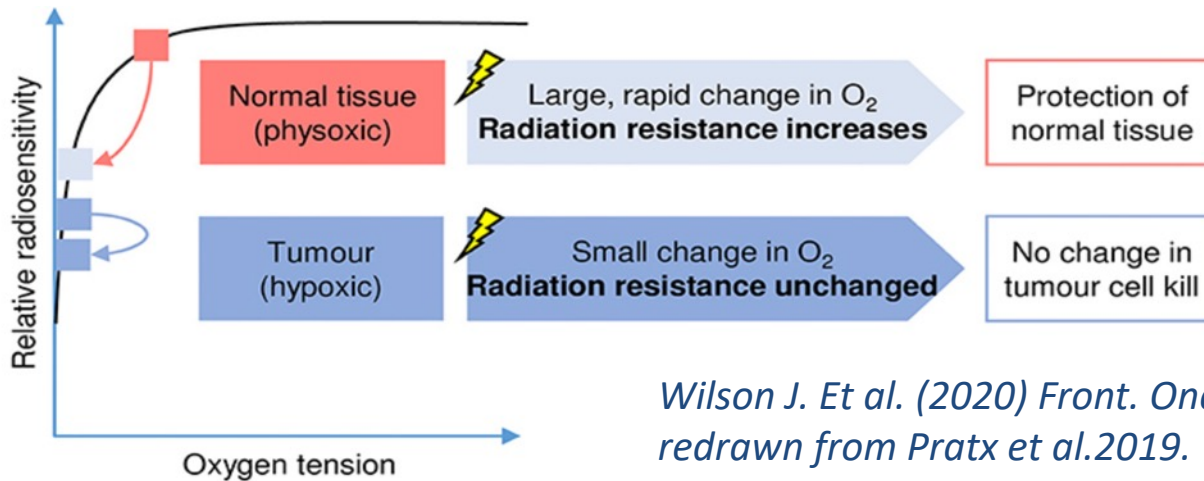 Relative radiosensitivity
Oxygen tension
Normal tissue
(physoxic)
Large, rapid change in O₂
Radiation resistance increases
Protection of
normal tissue
Tumour
(hypoxic)
Small change in O₂
Radiation resistance unchanged
No change in
tumour cell kill
Wilson J. Et al. (2020) Front.
redrawn from Pratx et al.2019.